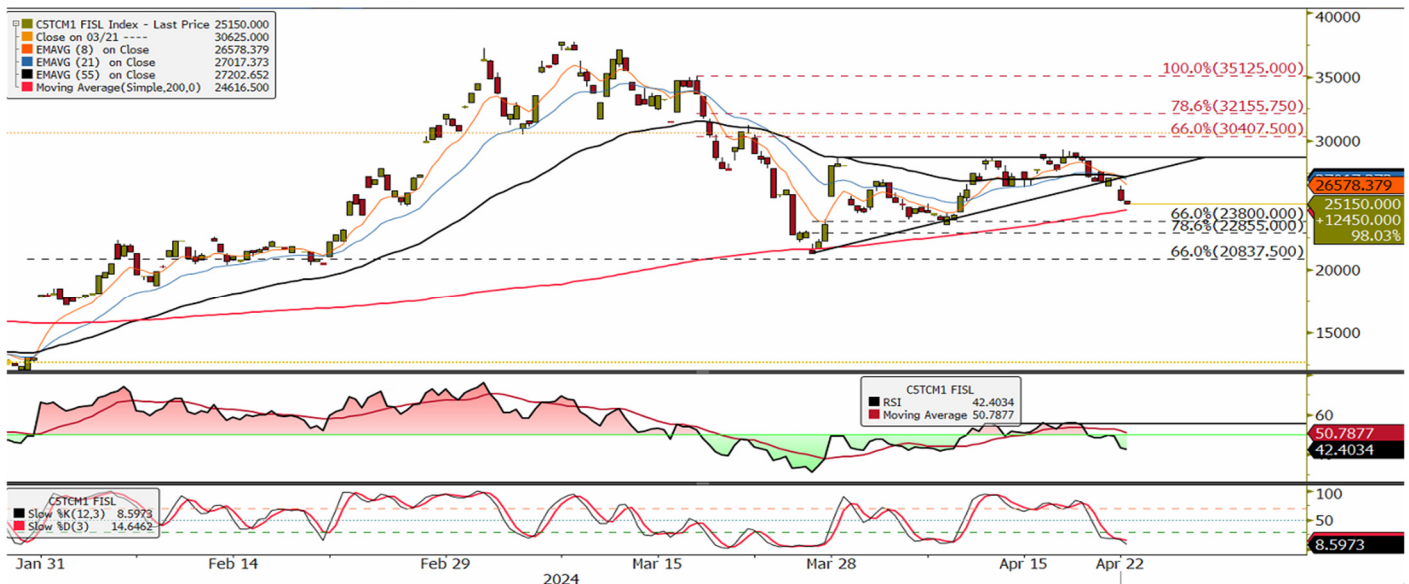 C5TCM1 FISL Index - Last Price 25150.000
Close on 03/21 ---- 30625.000
EMAVG (8) on Close 26578.379
EMAVG (21) on Close 27017.373
EMAVG (55) on Close 27202.652
Moving Average(Simple,200,0) 24616.500
40000
100.0%(35125.000)
35000
78.6%(32155.750)
66.0%(30407.500)
30000
26578.379
25150.000
+12450.000
98.03%
66.0%(23800.000)
78.6%(22855.000)
66.0%(20837.500)
20000
15000
C5TCM1 FISL
RSI 42.4034
Moving Average 50.7877
60
50.7877
42.4034
C5TCM1 FISL
Slow %K(12,3) 8.5973
Slow %D(3) 14.6462
100
50
8.5973
Jan 31 Feb 14 Feb 29 Mar 15 Mar 28 Apr 15 Apr 22
2024